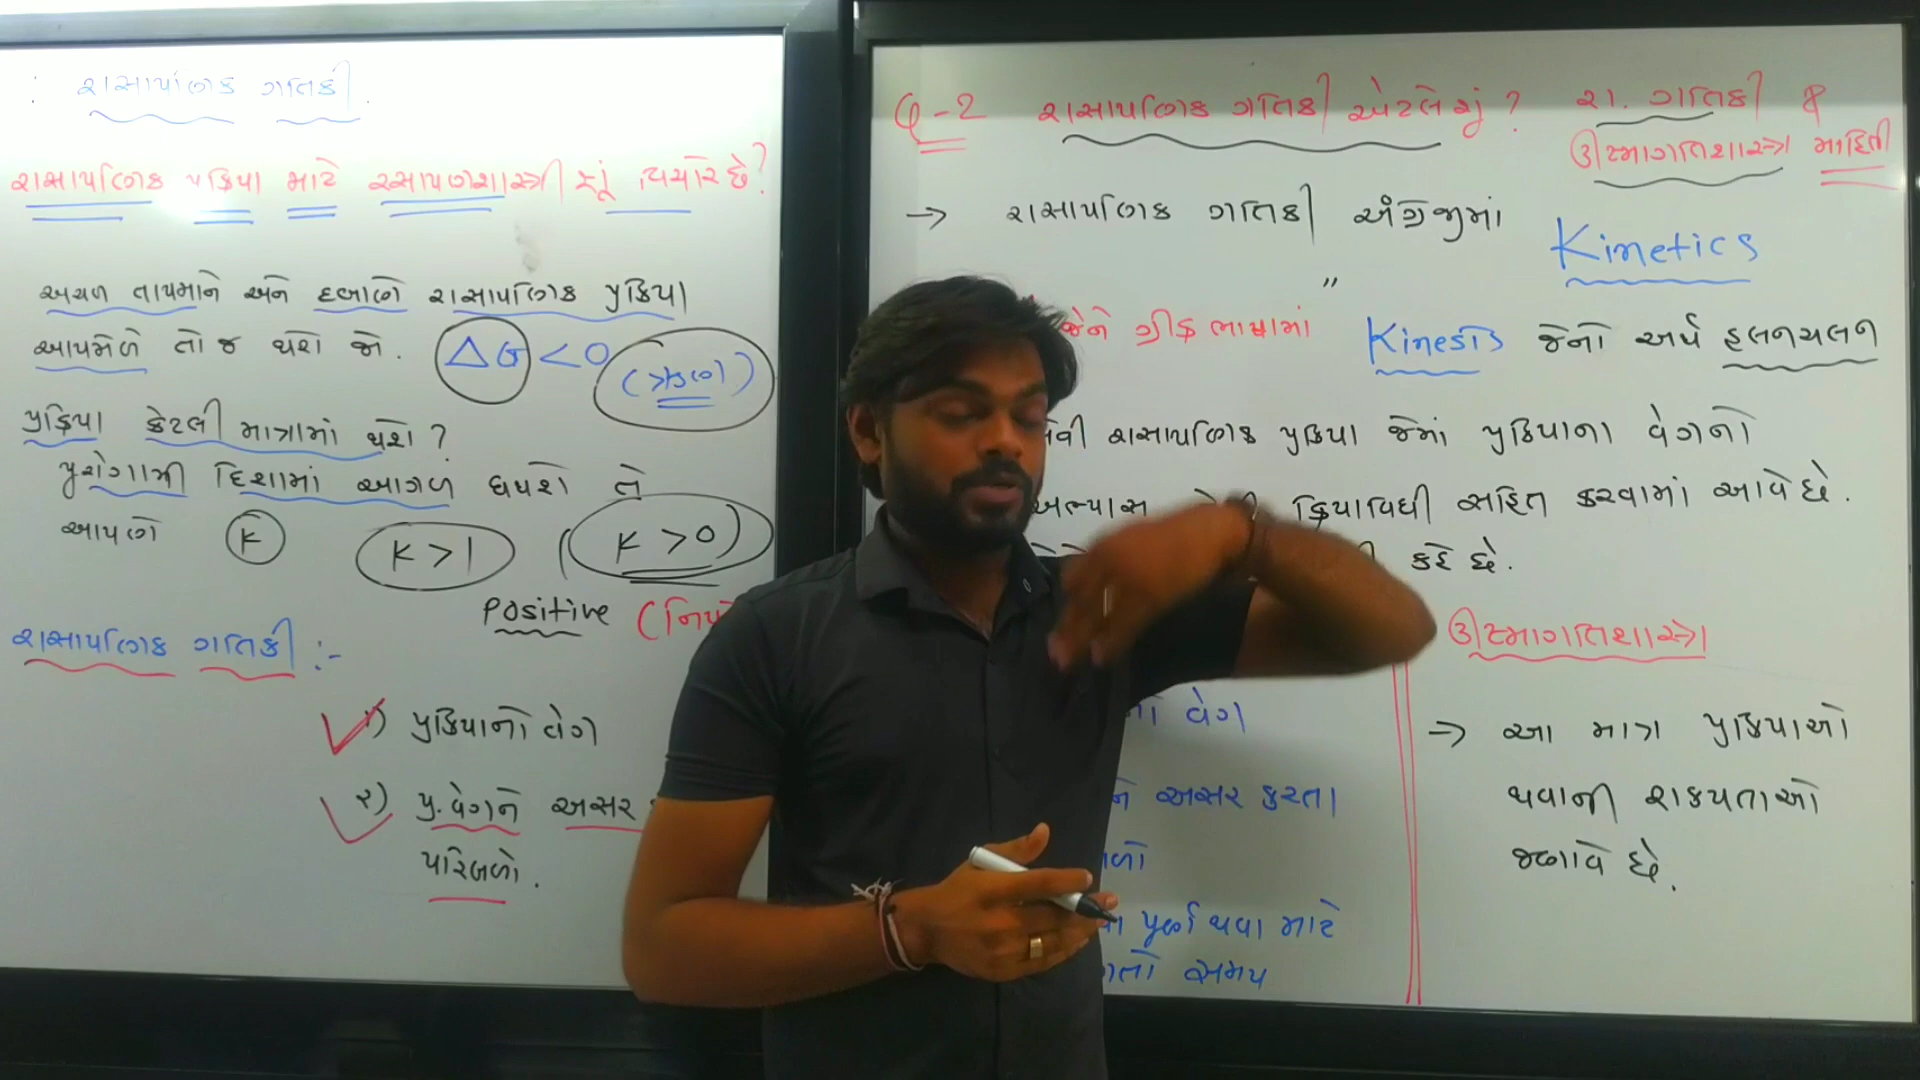 : રાસાયણિક ગતિકી.
રાસાયણિક પ્રક્રિયા માટે રસાયણશાસ્ત્રી શું વિચારે છે?
અચળ તાપમાને અને દબાણે રાસાયણિક પ્રક્રિયા
આપમેળે તો જ થશે જો. ΔG < 0 (ઋણ)
પ્રક્રિયા કેટલી માત્રામાં થશે ?
પુરોગામી દિશામાં આગળ ધપશે તે
આપણે K K > 1 ( K > 0 )
Positive
રાસાયણિક ગતિકી :-
૧) પ્રક્રિયાનો વેગ
૨) પ્ર. વેગને અસર
પરિબળો.
Q-2 રાસાયણિક ગતિકી એટલે શું ? રા. ગતિકી &
ઉષ્માગતિશાસ્ત્ર માહિતી
→ રાસાયણિક ગતિકી અંગ્રેજીમાં Kinetics
"
જેને ગ્રીક ભાષામાં Kinesis જેનો અર્થ હલનચલન
રાસાયણિક પ્રક્રિયા જેમાં પ્રક્રિયાના વેગનો
અભ્યાસ ક્રિયાવિધી સહિત કરવામાં આવે છે.
કહે છે.
વેગ
અસર કરતા
પૂર્ણ થવા માટે
સમય
ઉષ્માગતિશાસ્ત્ર
→ આ માત્ર પ્રક્રિયાઓ
થવાની શક્યતાઓ
જણાવે છે.